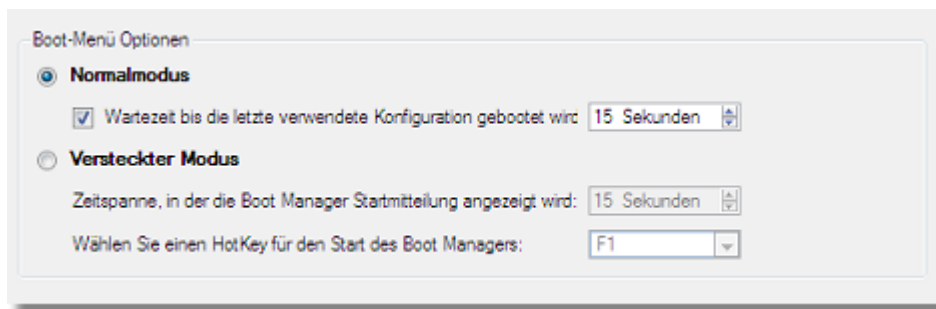 Boot-Menü Optionen
Normalmodus
Wartezeit bis die letzte verwendete Konfiguration gebootet wird 15 Sekunden
Versteckter Modus
Zeitspanne, in der die Boot Manager Startmitteilung angezeigt wird: 15 Sekunden
Wählen Sie einen HotKey für den Start des Boot Managers: F1